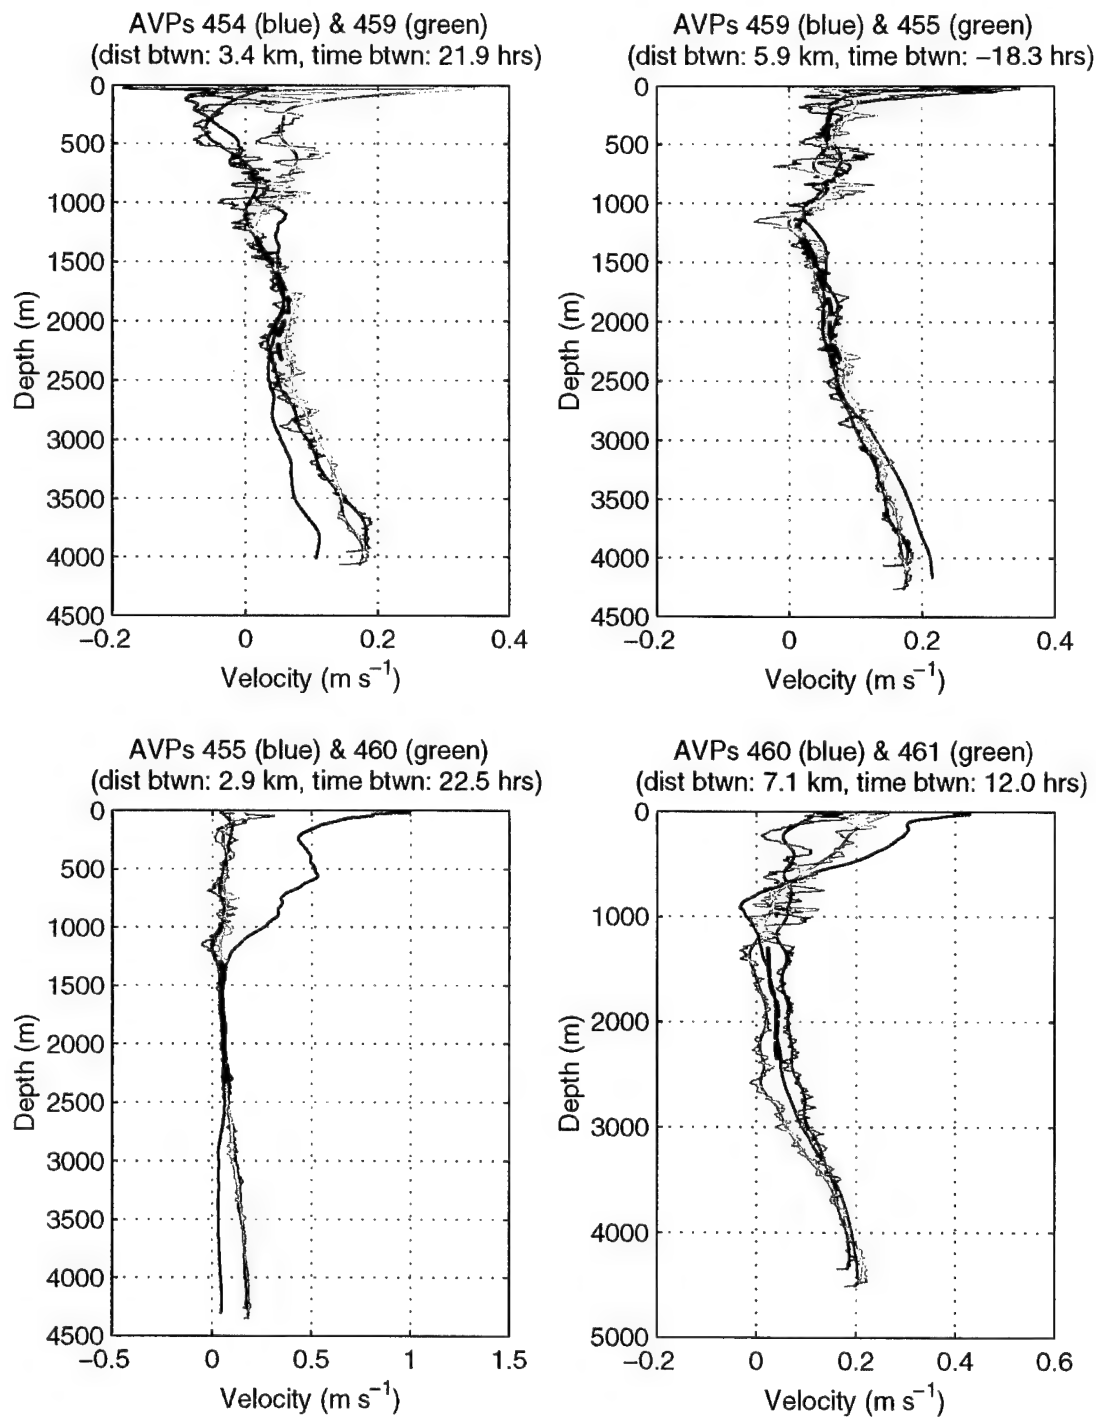 AVPs 454 (blue) & 459 (green)
(dist btwn: 3.4 km, time btwn: 21.9 hrs)
0
500
1000
1500
2000
2500
3000
3500
4000
4500
Depth (m)
−0.2 0 0.2 0.4
Velocity (m s⁻¹)
AVPs 459 (blue) & 455 (green)
(dist btwn: 5.9 km, time btwn: −18.3 hrs)
0
500
1000
1500
2000
2500
3000
3500
4000
4500
Depth (m)
−0.2 0 0.2 0.4
Velocity (m s⁻¹)
AVPs 455 (blue) & 460 (green)
(dist btwn: 2.9 km, time btwn: 22.5 hrs)
0
500
1000
1500
2000
2500
3000
3500
4000
4500
Depth (m)
−0.5 0 0.5 1 1.5
Velocity (m s⁻¹)
AVPs 460 (blue) & 461 (green)
(dist btwn: 7.1 km, time btwn: 12.0 hrs)
0
1000
2000
3000
4000
5000
Depth (m)
−0.2 0 0.2 0.4 0.6
Velocity (m s⁻¹)